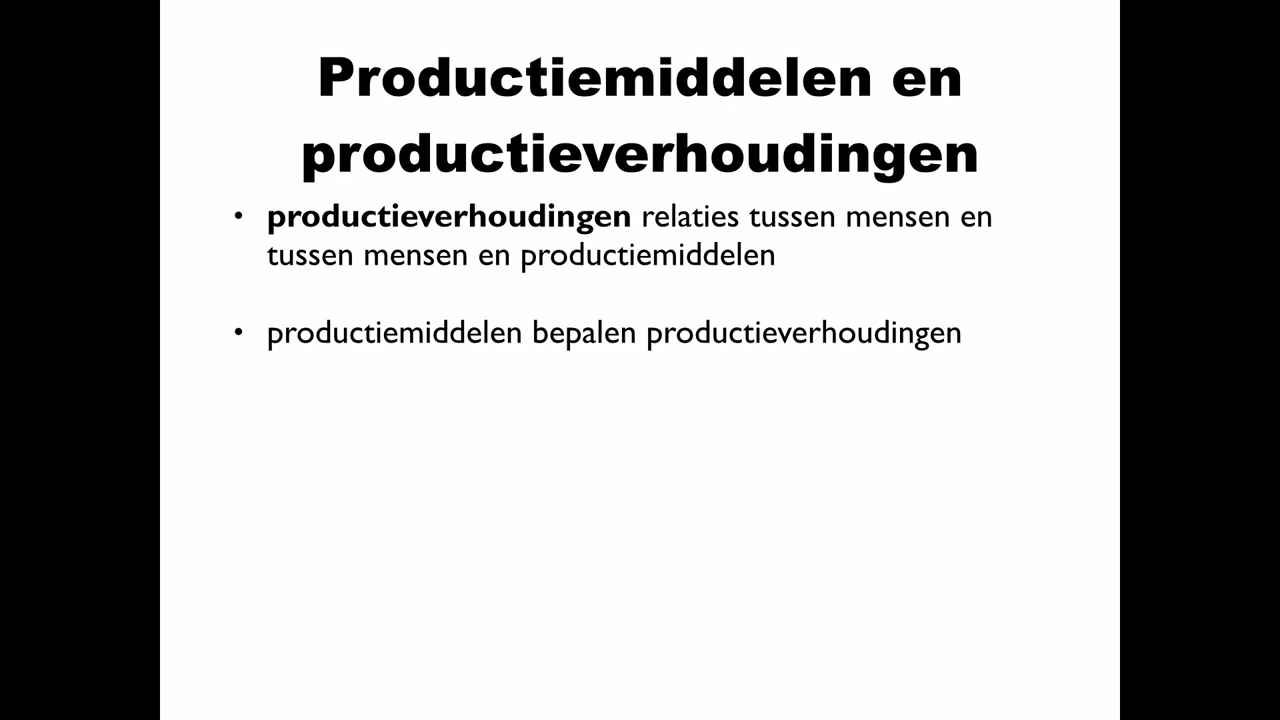 Productiemiddelen en
productieverhoudingen
• productieverhoudingen relaties tussen mensen en
tussen mensen en productiemiddelen
• productiemiddelen bepalen productieverhoudingen